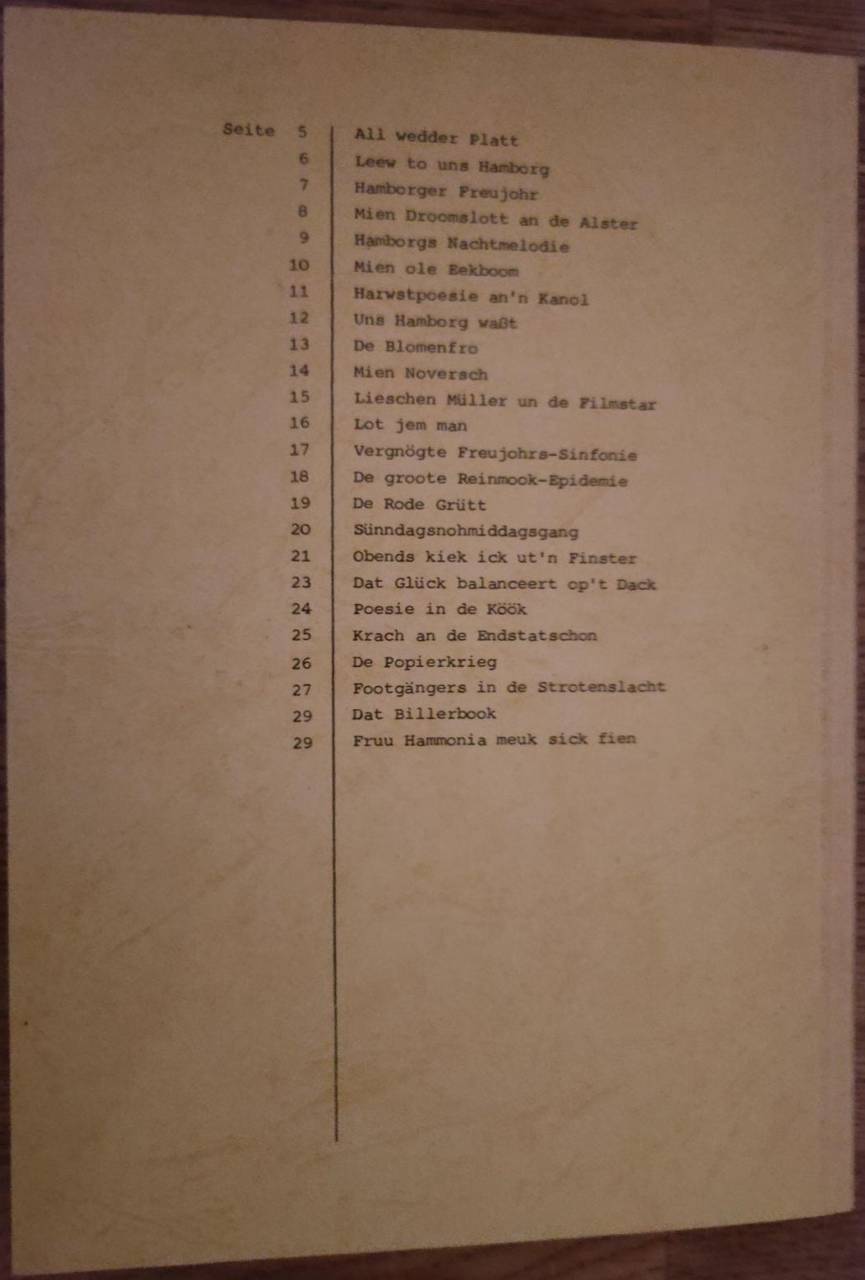 Seite 5 All wedder Platt
6 Leew to uns Hamborg
7 Hamborger Freujohr
8 Mien Droomslott an de Alster
9 Hamborgs Nachtmelodie
10 Mien ole Eekboom
11 Harwstpoesie an'n Kanol
12 Uns Hamborg waßt
13 De Blomenfro
14 Mien Noversch
15 Lieschen Müller un de Filmstar
16 Lot jem man
17 Vergnögte Freujohrs-Sinfonie
18 De groote Reinmook-Epidemie
19 De Rode Grütt
20 Sünndagsnohmiddagsgang
21 Obends kiek ick ut'n Finster
23 Dat Glück balanceert op't Dack
24 Poesie in de Köök
25 Krach an de Endstatschon
26 De Popierkrieg
27 Footgängers in de Strotenslacht
29 Dat Billerbook
29 Fruu Hammonia meuk sick fien